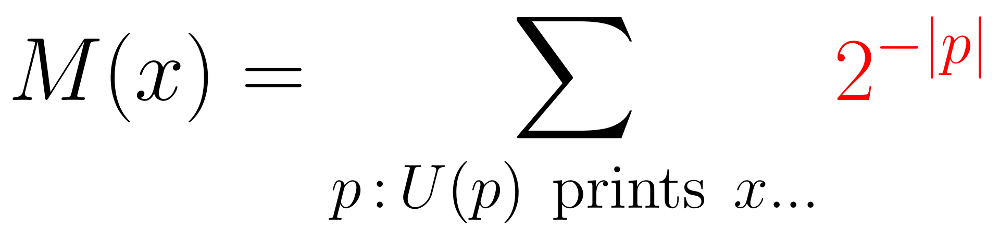 M(x) = ∑ 2^{-|p|}
p : U(p) prints x...